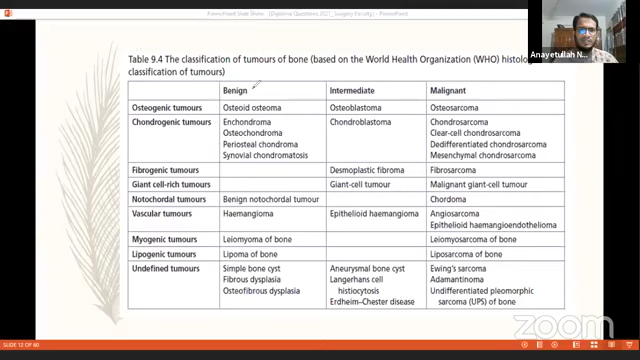 PowerPoint Slide Show - [Diploma Questions 2021_ Surgery Faculty] - PowerPoint
Anayetullah N...
Table 9.4 The classification of tumours of bone (based on the World Health Organization (WHO) histolog
classification of tumours)
Benign Intermediate Malignant
Osteogenic tumours Osteoid osteoma Osteoblastoma Osteosarcoma
Chondrogenic tumours Enchondroma Chondroblastoma Chondrosarcoma
Osteochondroma Clear-cell chondrosarcoma
Periosteal chondroma Dedifferentiated chondrosarcoma
Synovial chondromatosis Mesenchymal chondrosarcoma
Fibrogenic tumours Desmoplastic fibroma Fibrosarcoma
Giant cell-rich tumours Giant-cell tumour Malignant giant-cell tumour
Notochordal tumours Benign notochordal tumour Chordoma
Vascular tumours Haemangioma Epithelioid haemangioma Angiosarcoma
Epithelioid haemangioendothelioma
Myogenic tumours Leiomyoma of bone Leiomyosarcoma of bone
Lipogenic tumours Lipoma of bone Liposarcoma of bone
Undefined tumours Simple bone cyst Aneurysmal bone cyst Ewing's sarcoma
Fibrous dysplasia Langerhans cell Adamantinoma
Osteofibrous dysplasia histiocytosis Undifferentiated pleomorphic
Erdheim–Chester disease sarcoma (UPS) of bone
zoom
SLIDE 12 OF 60